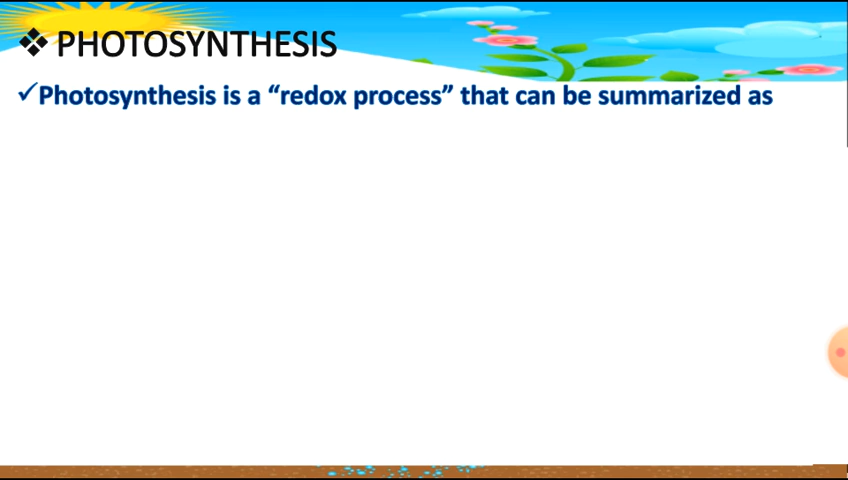 ❖ PHOTOSYNTHESIS
✓Photosynthesis is a “redox process” that can be summarized as